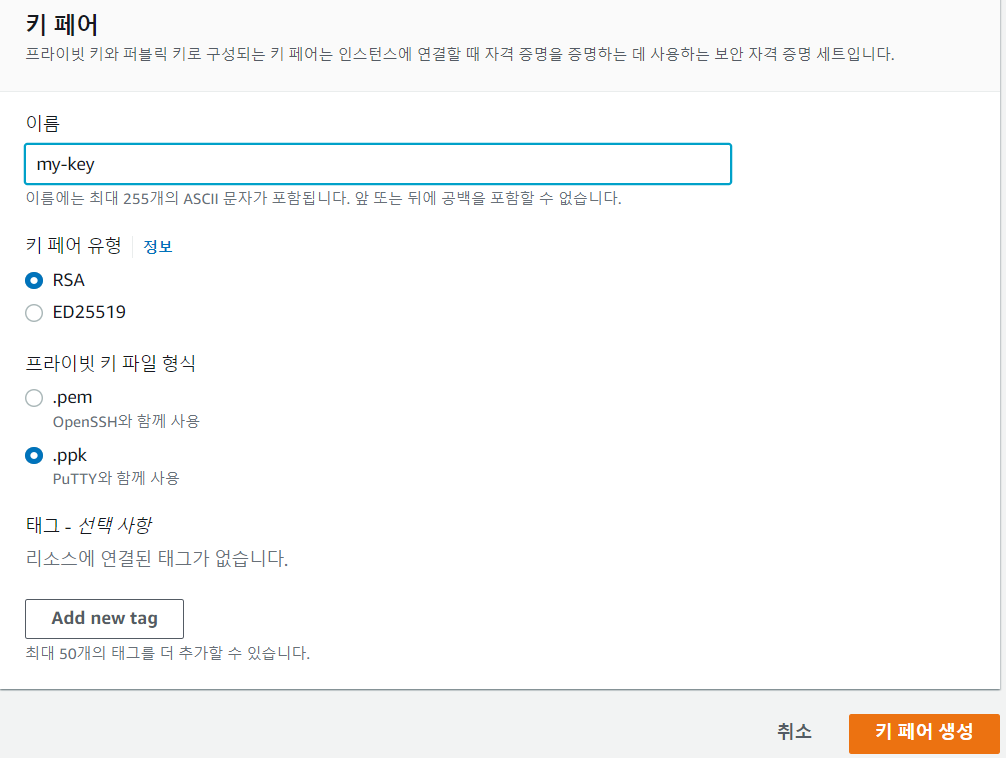 키 페어
프라이빗 키와 퍼블릭 키로 구성되는 키 페어는 인스턴스에 연결할 때 자격 증명을 증명하는 데 사용하는 보안 자격 증명 세트입니다.
이름
my-key
이름에는 최대 255개의 ASCII 문자가 포함됩니다. 앞 또는 뒤에 공백을 포함할 수 없습니다.
키 페어 유형 정보
RSA
ED25519
프라이빗 키 파일 형식
.pem
OpenSSH와 함께 사용
.ppk
PuTTY와 함께 사용
태그 - 선택 사항
리소스에 연결된 태그가 없습니다.
Add new tag
최대 50개의 태그를 더 추가할 수 있습니다.
취소 키 페어 생성